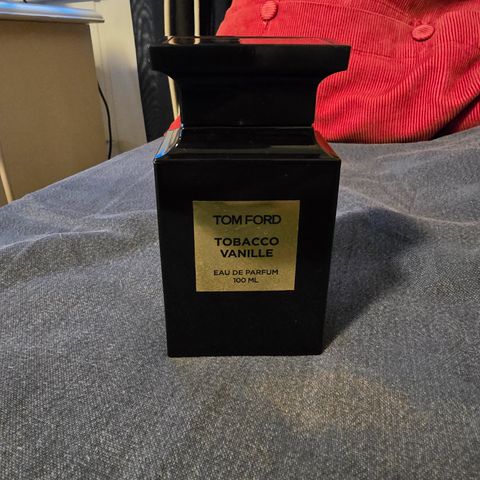 TOM FORD
TOBACCO
VANILLE
EAU DE PARFUM
100 ML